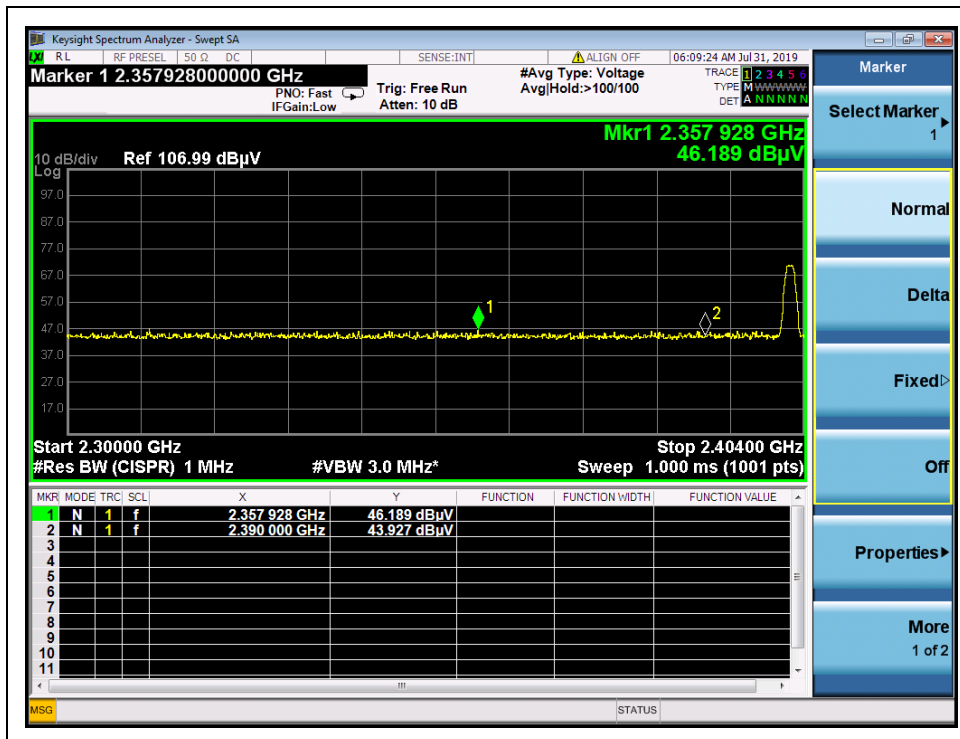 Keysight Spectrum Analyzer - Swept SA
LXI RL RF PRESEL 50 Ω DC SENSE:INT ALIGN OFF 06:09:24 AM Jul 31, 2019
Marker 1 2.357928000000 GHz
PNO: Fast
IFGain:Low
Trig: Free Run
Atten: 10 dB
#Avg Type: Voltage
Avg|Hold:>100/100
TRACE 1 2 3 4 5 6
TYPE M WWWWW
DET A N N N N N
Mkr1 2.357 928 GHz
46.189 dBµV
10 dB/div Ref 106.99 dBµV
Log
97.0
87.0
77.0
67.0
57.0
47.0
37.0
27.0
17.0
1
2
Start 2.30000 GHz Stop 2.40400 GHz
#Res BW (CISPR) 1 MHz #VBW 3.0 MHz* Sweep 1.000 ms (1001 pts)
MKR MODE TRC SCL X Y FUNCTION FUNCTION WIDTH FUNCTION VALUE
1 N 1 f 2.357 928 GHz 46.189 dBµV
2 N 1 f 2.390 000 GHz 43.927 dBµV
3
4
5
6
7
8
9
10
11
MSG STATUS
Marker
Select Marker
1
Normal
Delta
Fixed
Off
Properties
More
1 of 2